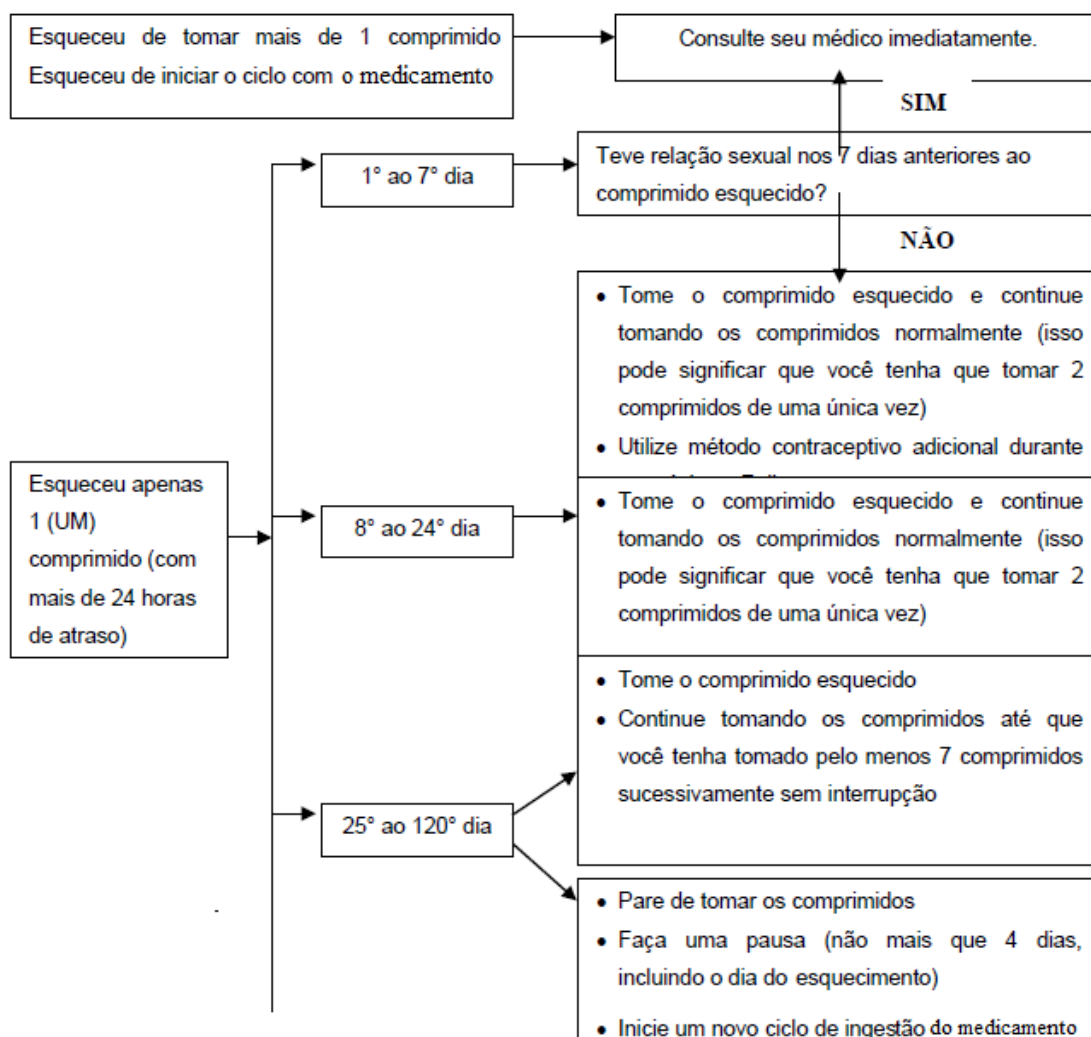 Esqueceu de tomar mais de 1 comprimido
Esqueceu de iniciar o ciclo com o medicamento
Consulte seu médico imediatamente.
SIM
1° ao 7° dia
Teve relação sexual nos 7 dias anteriores ao
comprimido esquecido?
NÃO
• Tome o comprimido esquecido e continue
tomando os comprimidos normalmente (isso
pode significar que você tenha que tomar 2
comprimidos de uma única vez)
• Utilize método contraceptivo adicional durante
Esqueceu apenas
1 (UM)
comprimido (com
mais de 24 horas
de atraso)
8° ao 24° dia
• Tome o comprimido esquecido e continue
tomando os comprimidos normalmente (isso
pode significar que você tenha que tomar 2
comprimidos de uma única vez)
25° ao 120° dia
• Tome o comprimido esquecido
• Continue tomando os comprimidos até que
você tenha tomado pelo menos 7 comprimidos
sucessivamente sem interrupção
• Pare de tomar os comprimidos
• Faça uma pausa (não mais que 4 dias,
incluindo o dia do esquecimento)
• Inicie um novo ciclo de ingestão do medicamento